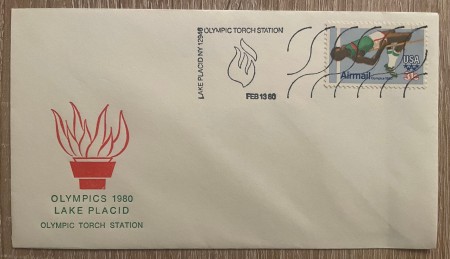 OLYMPIC TORCH STATION
LAKE PLACID NY 12946
FEB 13 80
Airmail
USA
31c
OLYMPICS 1980
LAKE PLACID
OLYMPIC TORCH STATION